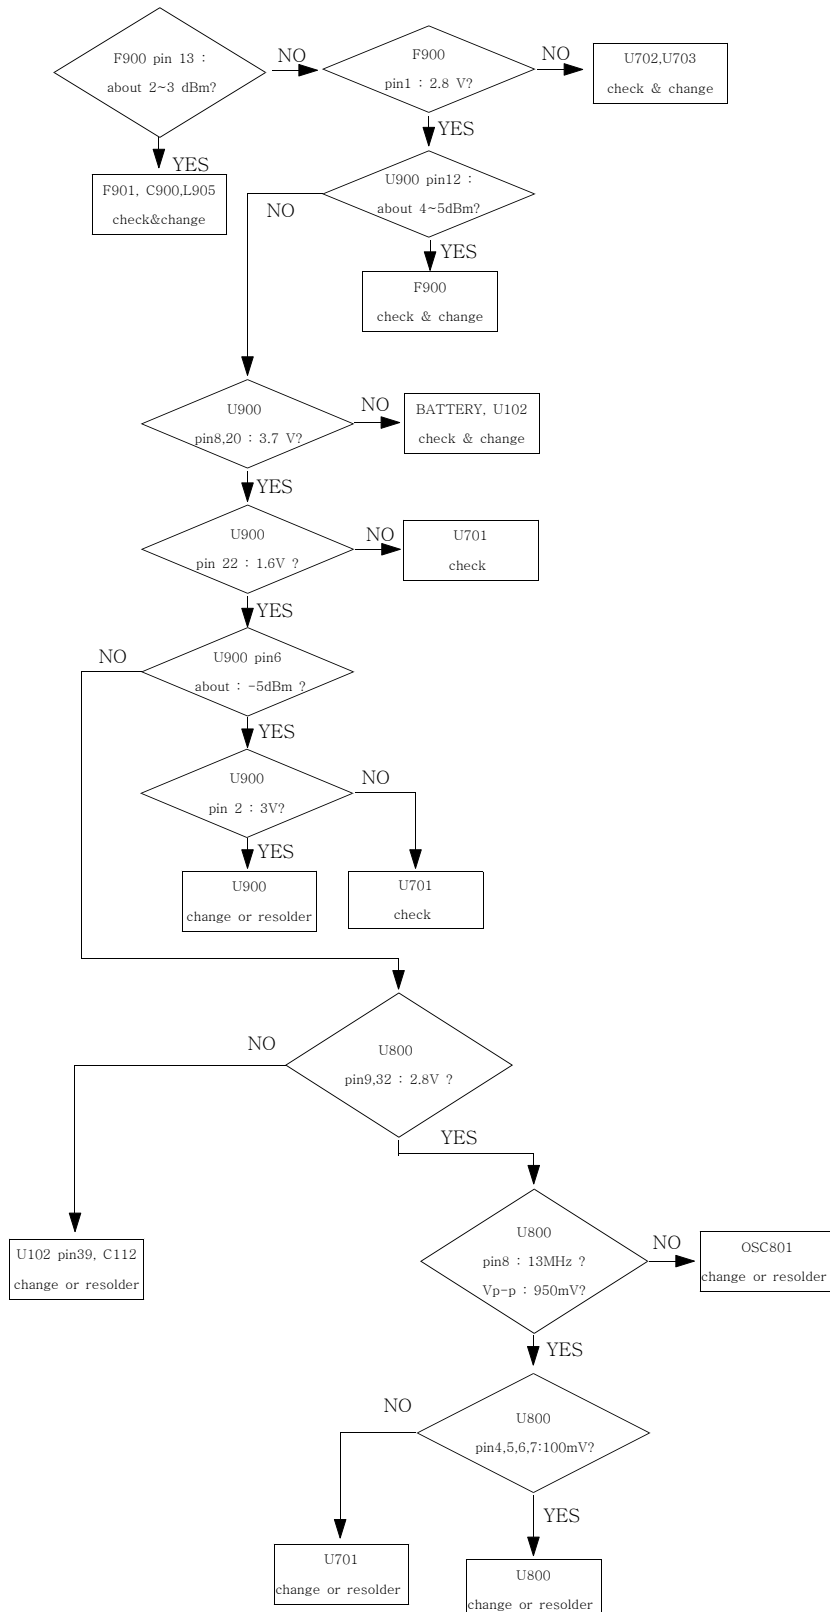 F900 pin 13 :
about 2~3 dBm?
NO
F900
pin1 : 2.8 V?
NO
U702,U703
check & change
YES
YES
F901, C900,L905
check&change
U900 pin12 :
about 4~5dBm?
NO
YES
F900
check & change
U900
pin8,20 : 3.7 V?
NO
BATTERY, U102
check & change
YES
U900
pin 22 : 1.6V ?
NO
U701
check
YES
NO
U900 pin6
about : -5dBm ?
YES
U900
pin 2 : 3V?
NO
YES
U900
change or resolder
U701
check
NO
U800
pin9,32 : 2.8V ?
YES
U102 pin39, C112
change or resolder
U800
pin8 : 13MHz ?
Vp-p : 950mV?
NO
OSC801
change or resolder
YES
NO
U800
pin4,5,6,7:100mV?
YES
U701
change or resolder
U800
change or resolder